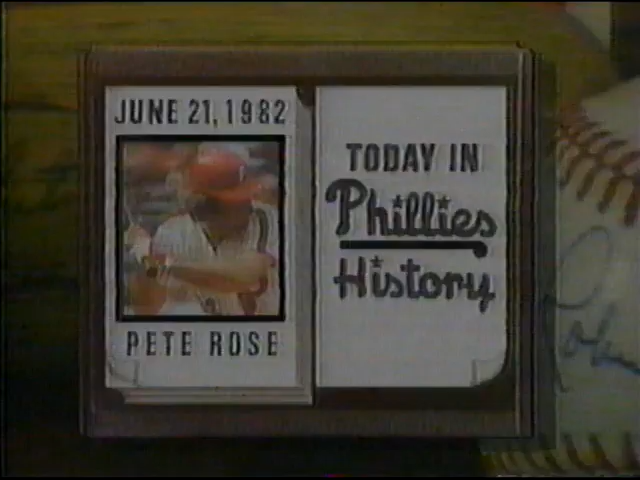 JUNE 21, 1982
PETE ROSE
TODAY IN
Phillies
History